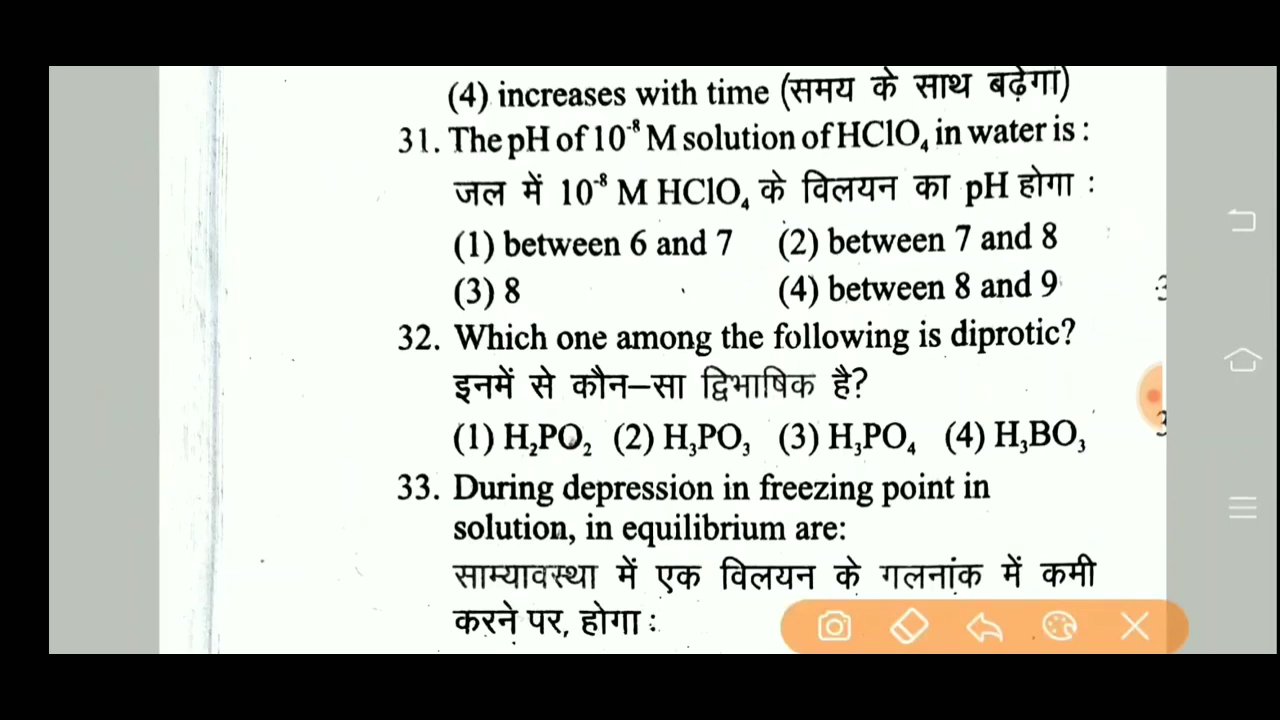 (4) increases with time (समय के साथ बढ़ेगा)
31. The pH of 10⁻⁸ M solution of HClO₄ in water is :
जल में 10⁻⁸ M HClO₄ के विलयन का pH होगा :
(1) between 6 and 7 (2) between 7 and 8
(3) 8 (4) between 8 and 9
32. Which one among the following is diprotic?
इनमें से कौन–सा द्विभाषिक है?
(1) H₂PO₂ (2) H₃PO₃ (3) H₃PO₄ (4) H₃BO₃
33. During depression in freezing point in
solution, in equilibrium are:
साम्यावस्था में एक विलयन के गलनांक में कमी
करने पर, होगा :